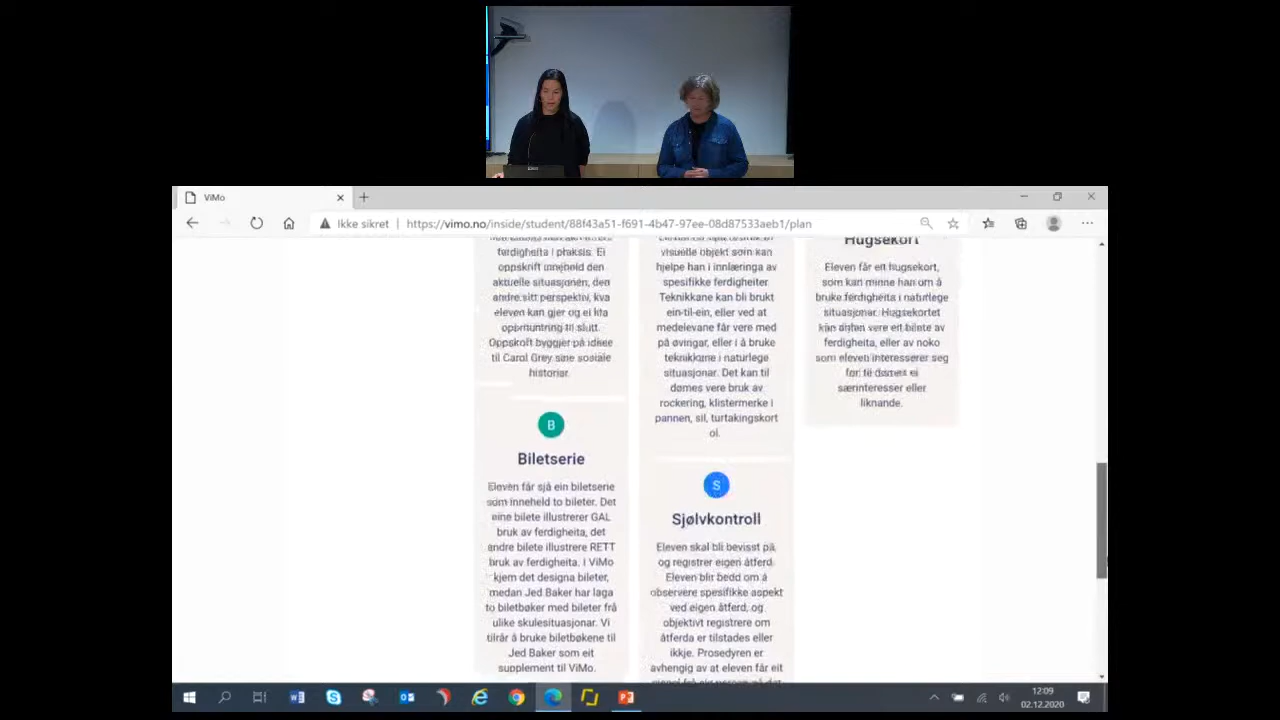 ViMo
Ikke sikret
https://vimo.no/inside/student/88f43a51-f691-4b47-97ee-08d87533aeb1/plan
ferdigheita i praksis. Ei
oppskrift inneheld den
aktuelle situasjonen, den
andre sitt perspektiv, kva
eleven kan gjer og ei lita
oppmuntring til slutt.
Oppskrift byggjer på ideee
til Carol Grey sine sosiale
historiar.
B
Biletserie
Eleven får sjå ein biletserie
som inneheld to bileter. Det
eine bilete illustrerer GAL
bruk av ferdigheita, det
andre bilete illustrere RETT
bruk av ferdigheita. I ViMo
kjem det designa bileter,
medan Jed Baker har laga
to biletbøker med bileter frå
ulike skulesituasjonar. Vi
tilrår å bruke biletbøkene til
Jed Baker som eit
supplement til ViMo.
visuelle objekt som kan
hjelpe han i innlæringa av
spesifikke ferdigheiter
Teknikkane kan bli brukt
ein-til-ein, eller ved at
medelevane får vere med
på øvingar, eller i å bruke
teknikkane i naturlege
situasjonar. Det kan til
dømes vere bruk av
rockering, klistermerke i
pannen, sil, turtakingskort
ol.
S
Sjølvkontroll
Eleven skal bli bevisst på,
og registrer eigen åtferd.
Eleven blir bedd om å
observere spesifikke aspekt
ved eigen åtferd, og
objektivt registrere om
åtferda er tilstades eller
ikkje. Prosedyren er
avhengig av at eleven får eit
Hugsekort
Eleven får eit hugsekort,
som kan minne han om å
bruke ferdigheita i naturlege
situasjonar. Hugsekortet
kan anten vere eit bilete av
ferdigheita, eller av noko
som eleven interesserer seg
for, til dømes ei
særinteresser eller
liknande.
12:09
02.12.2020